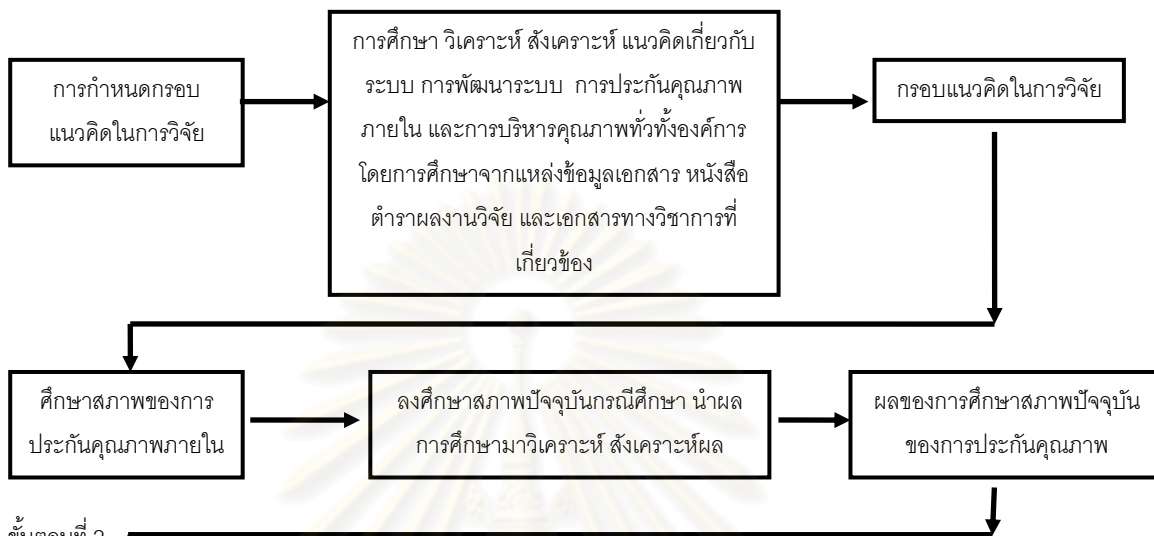 การกำหนดกรอบ
แนวคิดในการวิจัย
การศึกษา วิเคราะห์ สังเคราะห์ แนวคิดเกี่ยวกับ
ระบบ การพัฒนาระบบ การประกันคุณภาพ
ภายใน และการบริหารคุณภาพทั่วทั้งองค์การ
โดยการศึกษาจากแหล่งข้อมูลเอกสาร หนังสือ
ตำราผลงานวิจัย และเอกสารทางวิชาการที่
เกี่ยวข้อง
กรอบแนวคิดในการวิจัย
ศึกษาสภาพของการ
ประกันคุณภาพภายใน
ลงศึกษาสภาพปัจจุบันกรณีศึกษา นำผล
การศึกษามาวิเคราะห์ สังเคราะห์ผล
ผลของการศึกษาสภาพปัจจุบัน
ของการประกันคุณภาพ
ขั้นตอนที่ 2